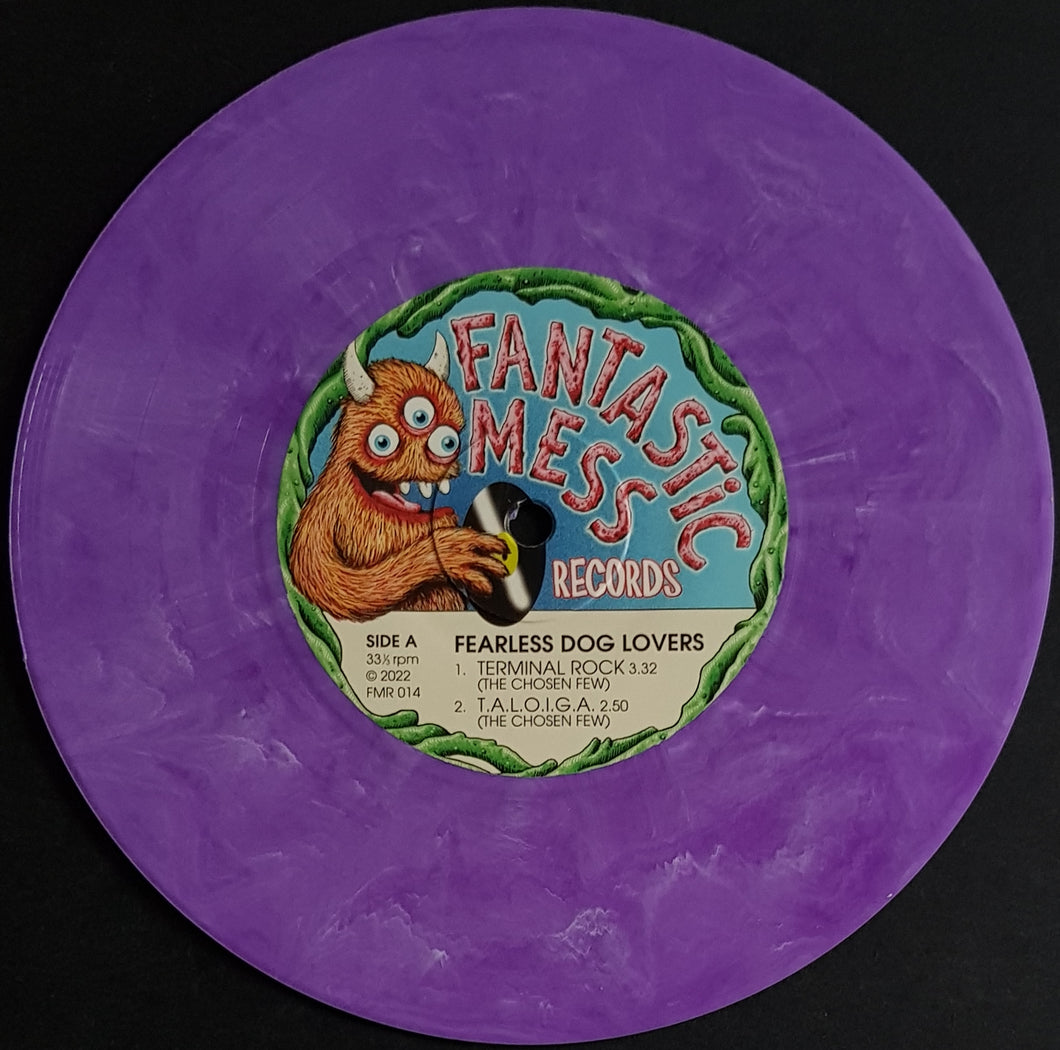 FANTASTiC
MESS
RECORDS
SIDE A
33⅓ rpm
© 2022
FMR 014
FEARLESS DOG LOVERS
1. TERMINAL ROCK 3.32
(THE CHOSEN FEW)
2. T.A.L.O.I.G.A. 2.50
(THE CHOSEN FEW)